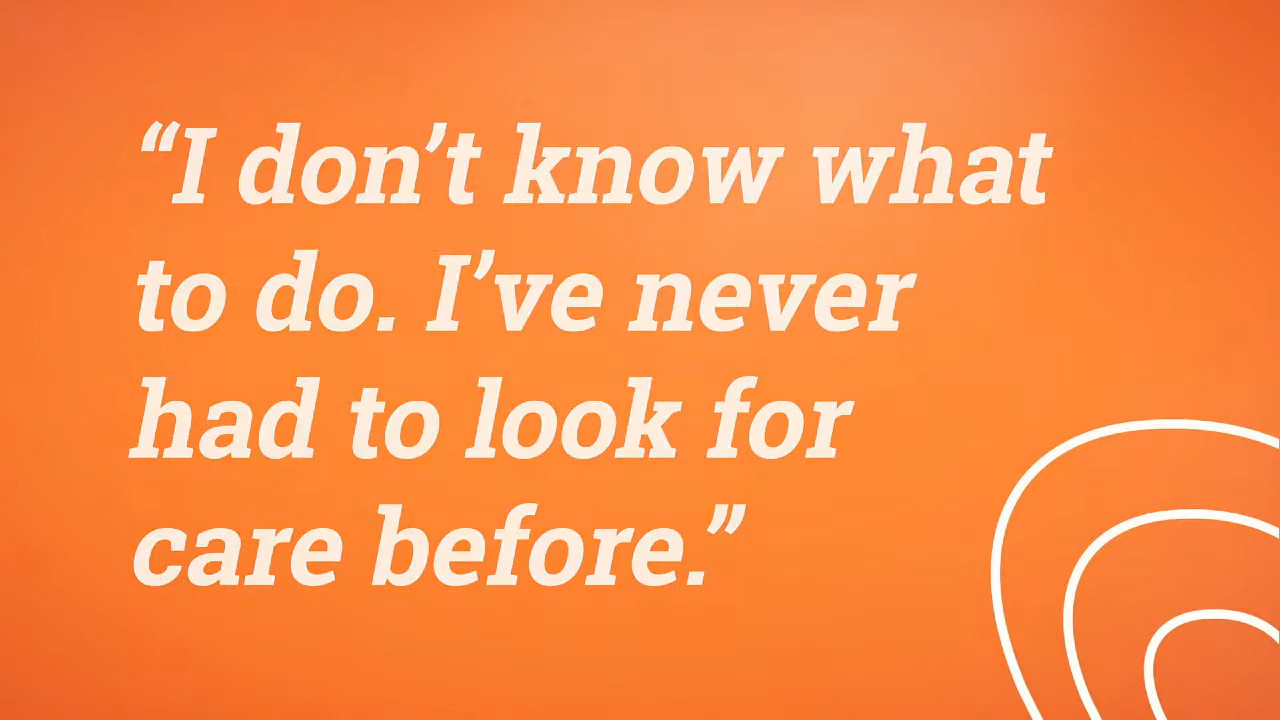 “I don’t know what
to do. I’ve never
had to look for
care before.”